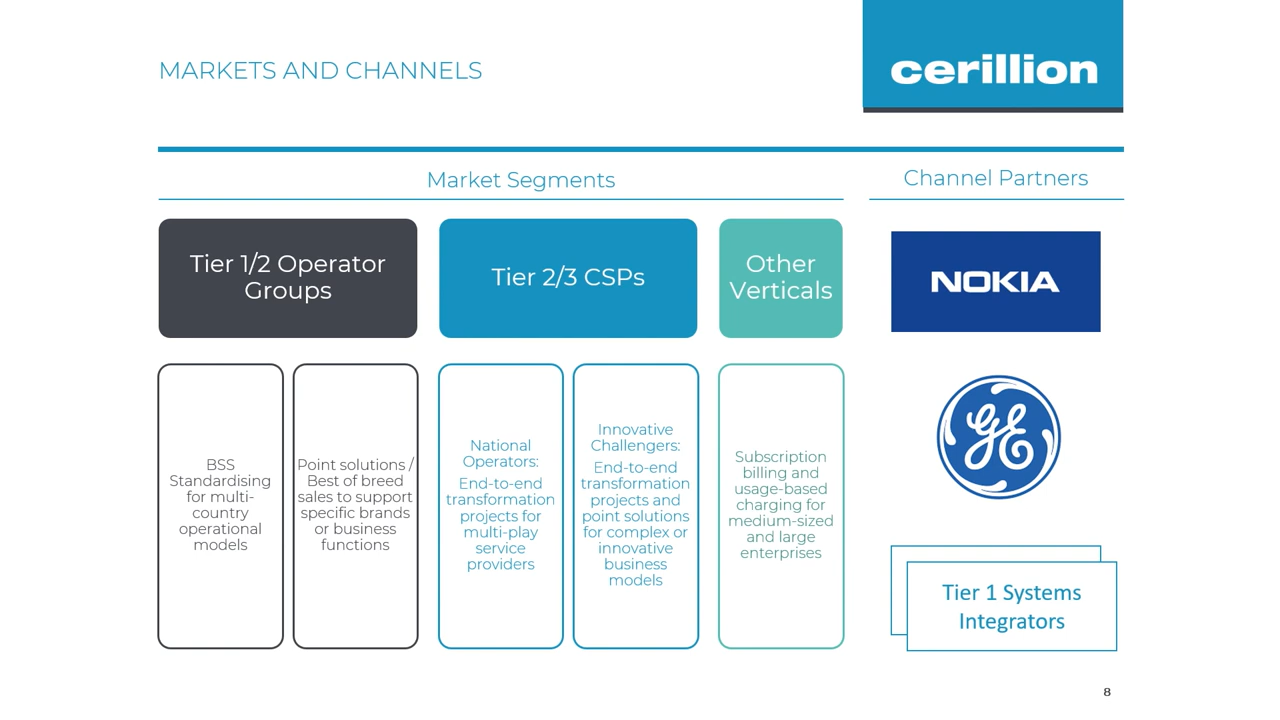 MARKETS AND CHANNELS
cerillion
Market Segments
Channel Partners
Tier 1/2 Operator
Groups
Tier 2/3 CSPs
Other
Verticals
NOKIA
BSS
Standardising
for multi-
country
operational
models
Point solutions /
Best of breed
sales to support
specific brands
or business
functions
National
Operators:
End-to-end
transformation
projects for
multi-play
service
providers
Innovative
Challengers:
End-to-end
transformation
projects and
point solutions
for complex or
innovative
business
models
Subscription
billing and
usage-based
charging for
medium-sized
and large
enterprises
GE
Tier 1 Systems
Integrators
8